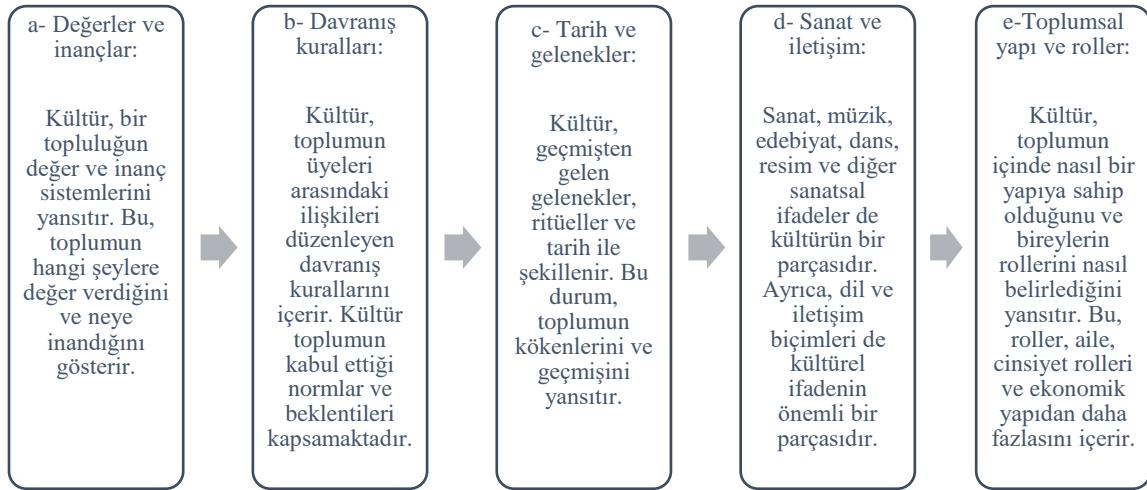 a- Değerler ve
inançlar:
Kültür, bir
topluluğun
değer ve inanç
sistemlerini
yansıtır. Bu,
toplumun
hangi şeylere
değer verdiğini
ve neye
inandığını
gösterir.
b- Davranış
kuralları:
Kültür,
toplumun
üyeleri
arasındaki
ilişkileri
düzenleyen
davranış
kurallarını
içerir. Kültür
toplumun
kabul ettiği
normlar ve
beklentileri
kapsamaktadır.
c- Tarih ve
gelenekler:
Kültür,
geçmişten
gelen
gelenekler,
ritüeller ve
tarih ile
şekillenir. Bu
durum,
toplumun
kökenlerini ve
geçmişini
yansıtır.
d- Sanat ve
iletişim:
Sanat, müzik,
edebiyat, dans,
resim ve diğer
sanatsal
ifadeler de
kültürün bir
parçasıdır.
Ayrıca, dil ve
iletişim
biçimleri de
kültürel
ifadenin
önemli bir
parçasıdır.
e-Toplumsal
yapı ve roller:
Kültür,
toplumun
içinde nasıl bir
yapıya sahip
olduğunu ve
bireylerin
rollerini nasıl
belirlediğini
yansıtır. Bu,
roller, aile,
cinsiyet rolleri
ve ekonomik
yapıdan daha
fazlasını içerir.